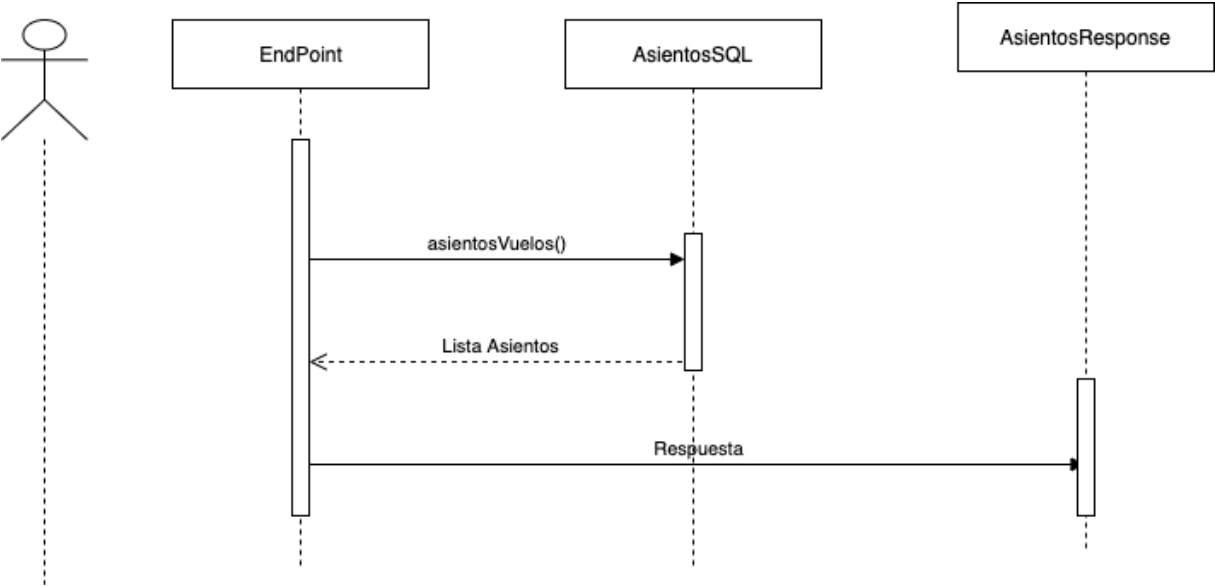 EndPoint
AsientosSQL
AsientosResponse
asientosVuelos()
Lista Asientos
Respuesta